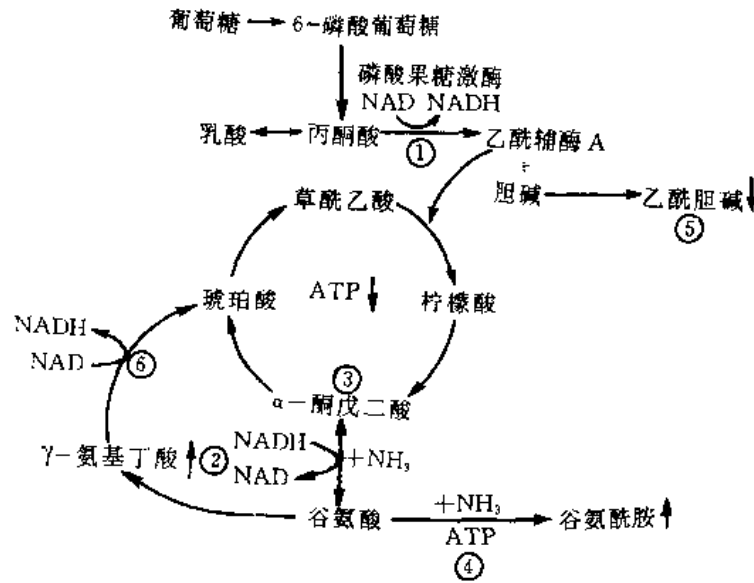 葡萄糖 6-磷酸葡萄糖
磷酸果糖激酶
NAD NADH
乳酸 丙酮酸 ① 乙酰辅酶A
+
胆碱 乙酰胆碱
⑤
草酰乙酸
琥珀酸 ATP 柠檬酸
NADH
NAD ⑥
③
α-酮戊二酸
γ-氨基丁酸 ② NADH +NH₃
NAD
谷氨酸 +NH₃ 谷氨酰胺
ATP
④